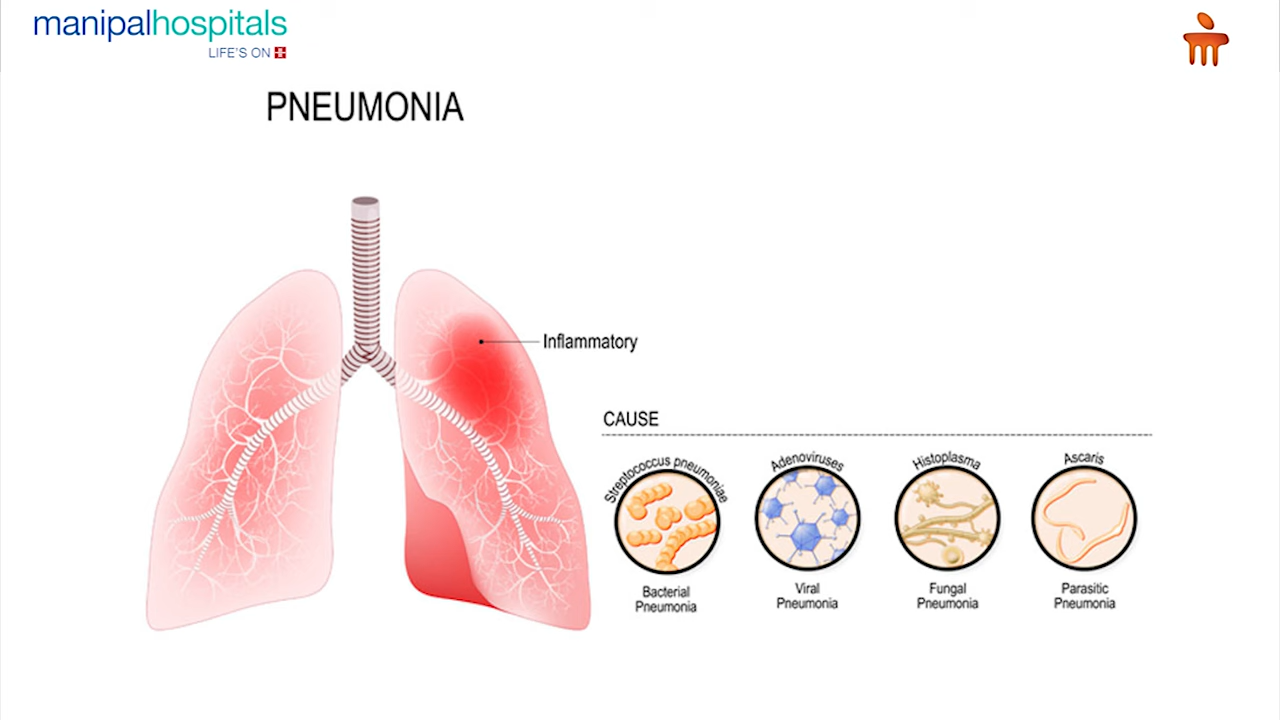 manipalhospitals
LIFE'S ON
PNEUMONIA
Inflammatory
CAUSE
Streptococcus pneumoniae
Adenoviruses
Histoplasma
Ascaris
Bacterial
Pneumonia
Viral
Pneumonia
Fungal
Pneumonia
Parasitic
Pneumonia